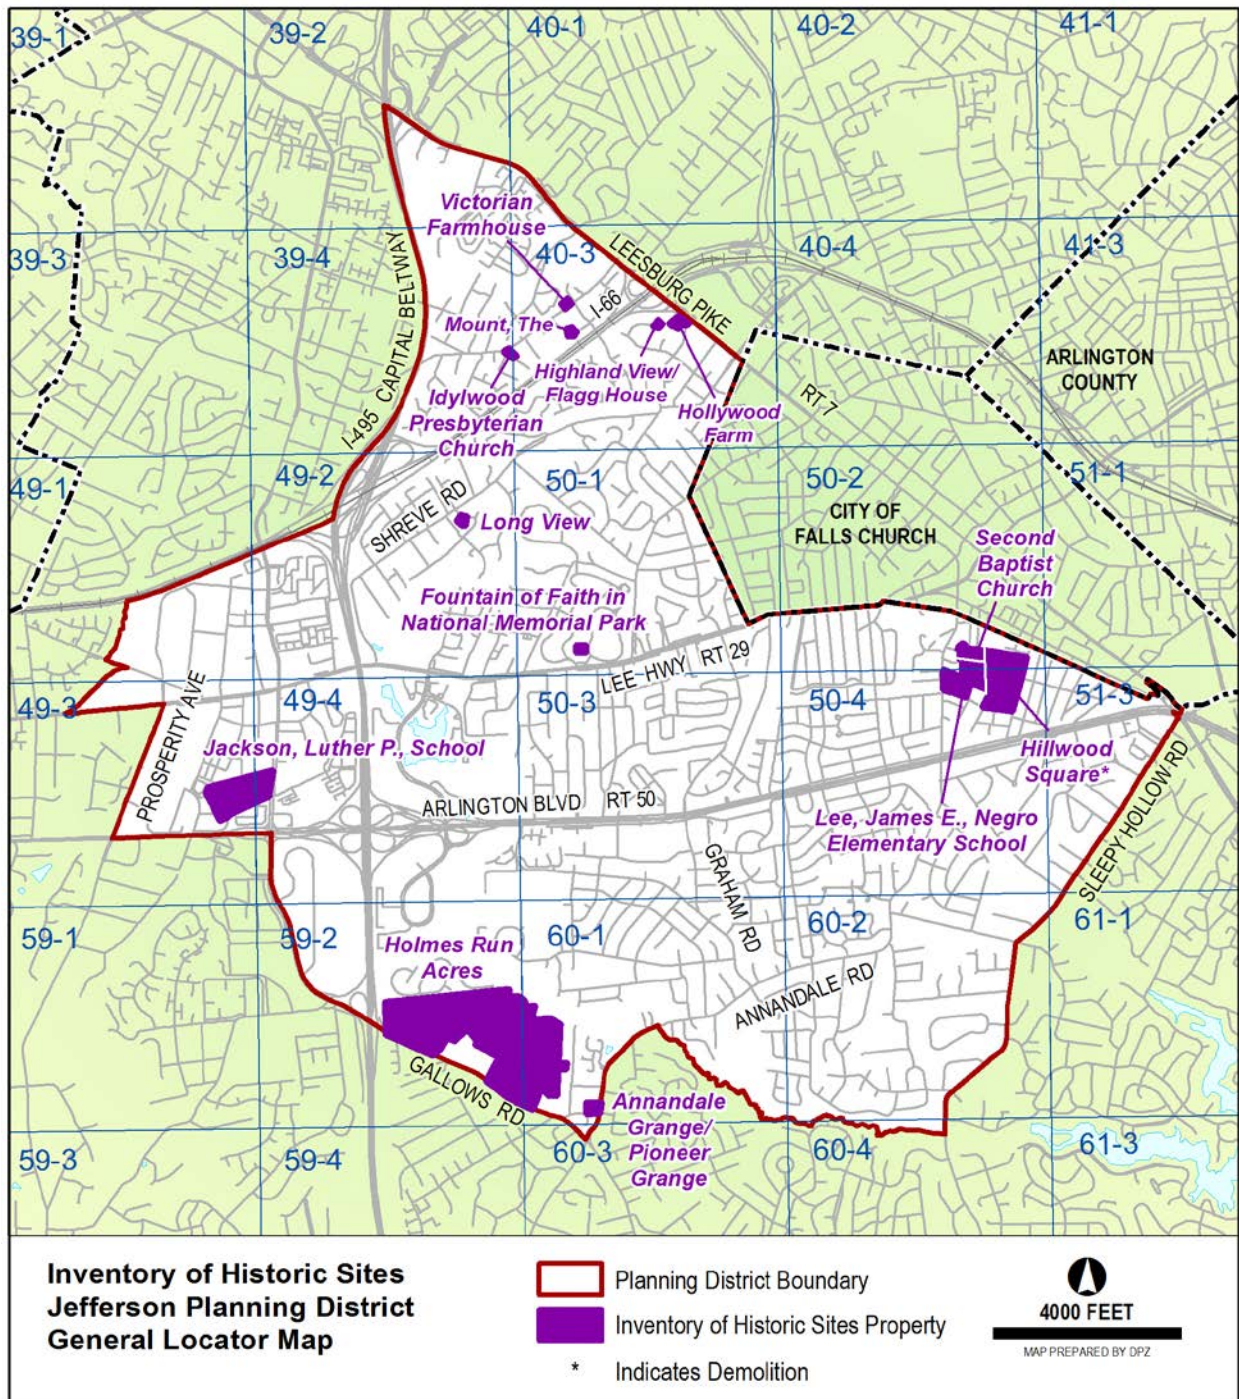 39-1
39-2
40-1
40-2
41-1
Victorian
Farmhouse
39-3
39-4
40-3
40-4
41-3
LEESBURG PIKE
I-66
Mount, The
I-495 CAPITAL BELTWAY
ARLINGTON
COUNTY
Highland View/
Flagg House
Idylwood
Presbyterian
Church
Hollywood
Farm
RT 7
49-1
49-2
50-1
50-2
51-1
SHREVE RD
Long View
CITY OF
FALLS CHURCH
Second
Baptist
Church
Fountain of Faith in
National Memorial Park
LEE HWY RT 29
49-3
49-4
50-3
50-4
51-3
PROSPERITY AVE
Jackson, Luther P., School
Hillwood
Square*
ARLINGTON BLVD RT 50
Lee, James E., Negro
Elementary School
SLEEPY HOLLOW RD
GRAHAM RD
59-1
59-2
60-1
60-2
61-1
Holmes Run
Acres
ANNANDALE RD
GALLOWS RD
Annandale
Grange/
Pioneer
Grange
59-3
59-4
60-3
60-4
61-3
Inventory of Historic Sites
Jefferson Planning District
General Locator Map
Planning District Boundary
Inventory of Historic Sites Property
* Indicates Demolition
4000 FEET
MAP PREPARED BY DPZ